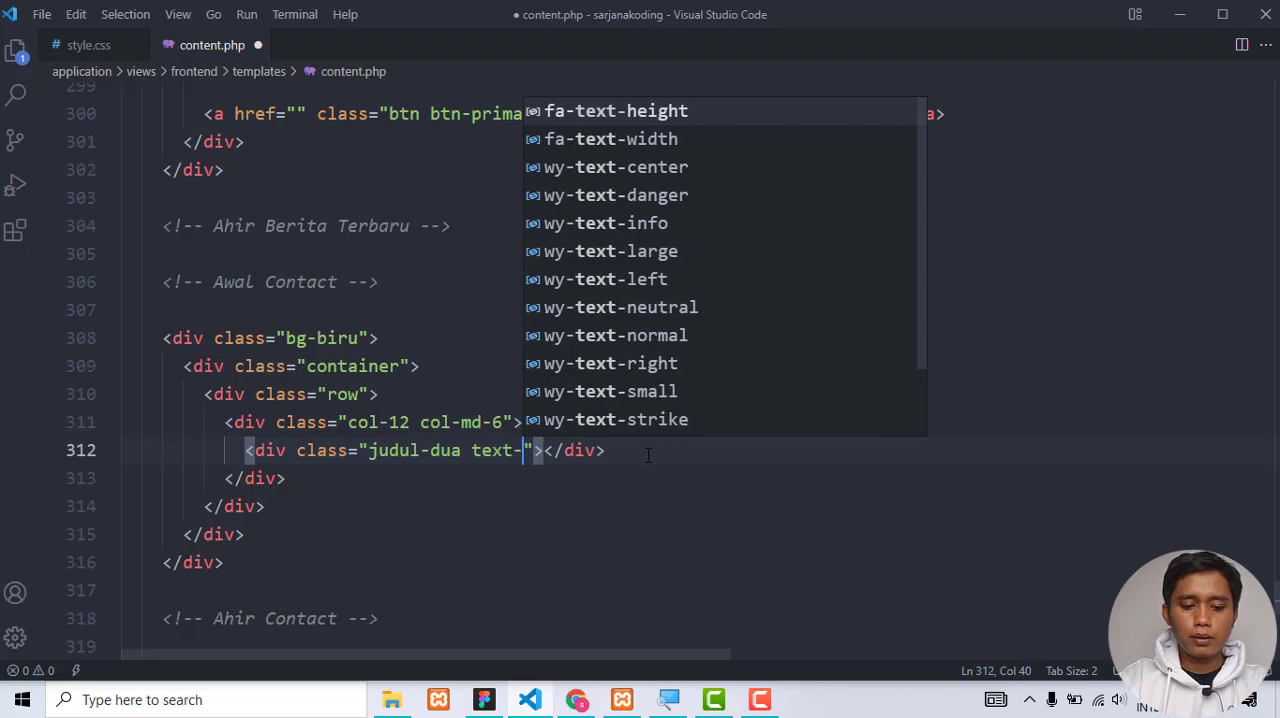 File Edit Selection View Go Run Terminal Help
● content.php - sarjanakoding - Visual Studio Code
style.css
content.php ●
application > views > frontend > templates > content.php
1
299
300 <a href="" class="btn btn-prima a>
301 </div>
302 </div>
303
304 <!-- Ahir Berita Terbaru -->
305
306 <!-- Awal Contact -->
307
308 <div class="bg-biru">
309 <div class="container">
310 <div class="row">
311 <div class="col-12 col-md-6">
312 <div class="judul-dua text-"></div>
313 </div>
314 </div>
315 </div>
316 </div>
317
318 <!-- Ahir Contact -->
319
fa-text-height
fa-text-width
wy-text-center
wy-text-danger
wy-text-info
wy-text-large
wy-text-left
wy-text-neutral
wy-text-normal
wy-text-right
wy-text-small
wy-text-strike
0 0
Ln 312, Col 40 Tab Size: 2
Type here to search